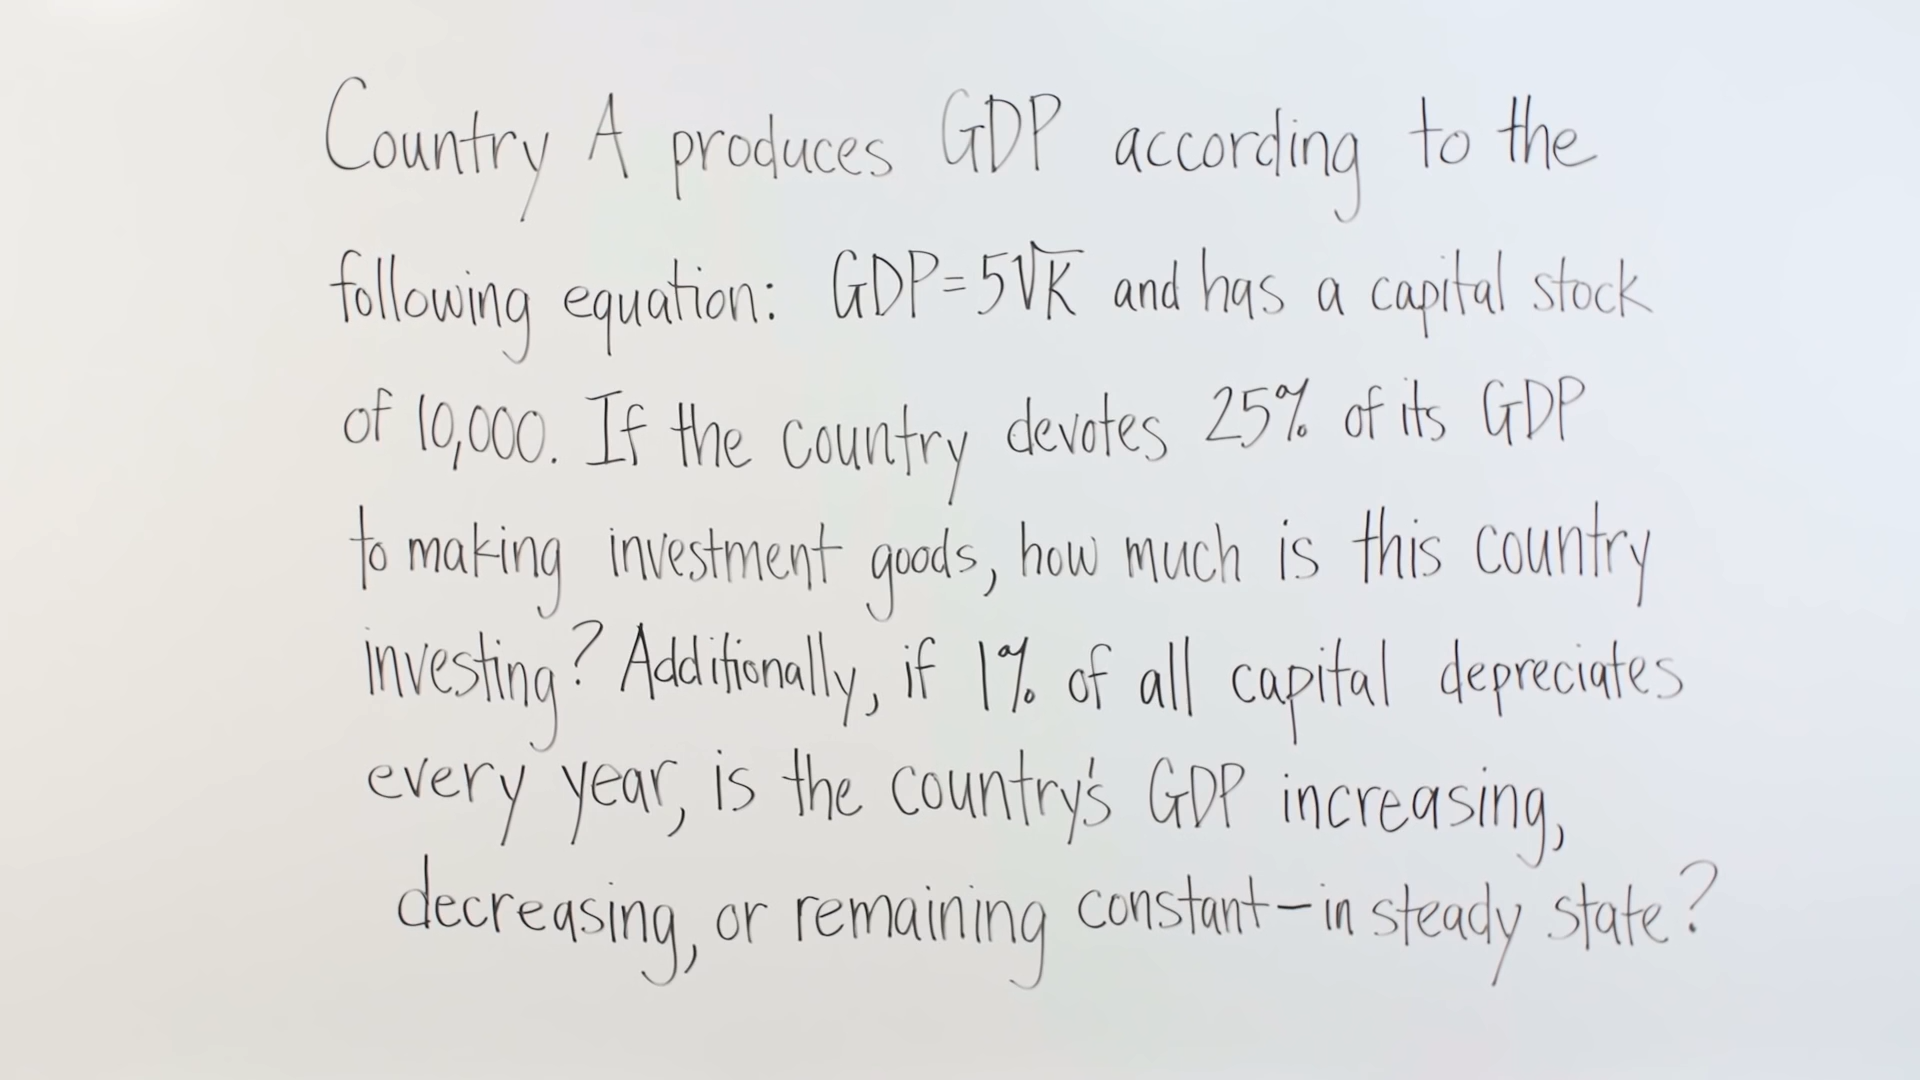 Country A produces GDP according to the
following equation: GDP=5√K and has a capital stock
of 10,000. If the country devotes 25% of its GDP
to making investment goods, how much is this country
investing? Additionally, if 1% of all capital depreciates
every year, is the country's GDP increasing,
decreasing, or remaining constant—in steady state?